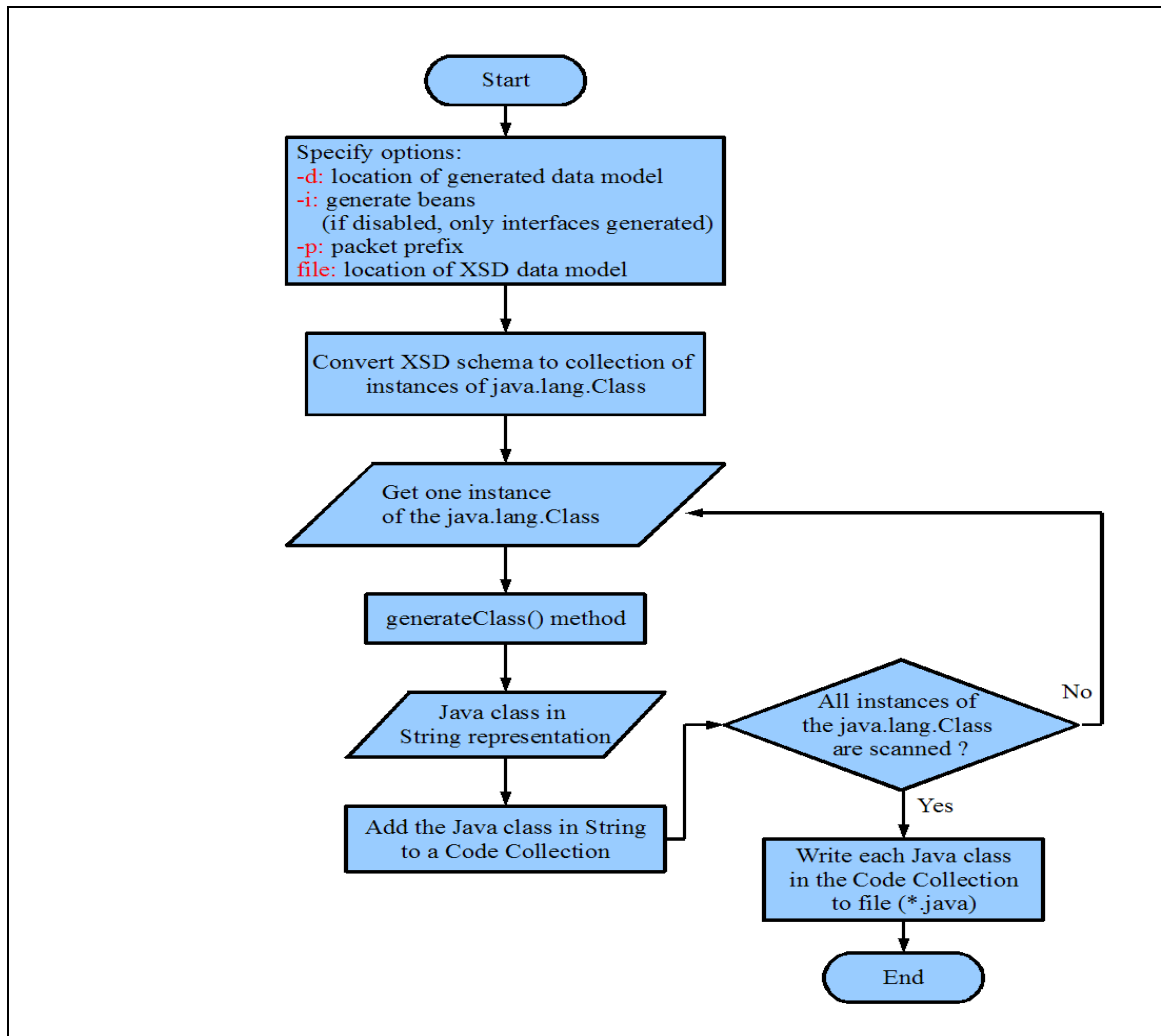 Start
Specify options:
-d: location of generated data model
-i: generate beans
(if disabled, only interfaces generated)
-p: packet prefix
file: location of XSD data model
Convert XSD schema to collection of
instances of java.lang.Class
Get one instance
of the java.lang.Class
generateClass() method
Java class in
String representation
Add the Java class in String
to a Code Collection
All instances of
the java.lang.Class
are scanned ?
No
Yes
Write each Java class
in the Code Collection
to file (*.java)
End